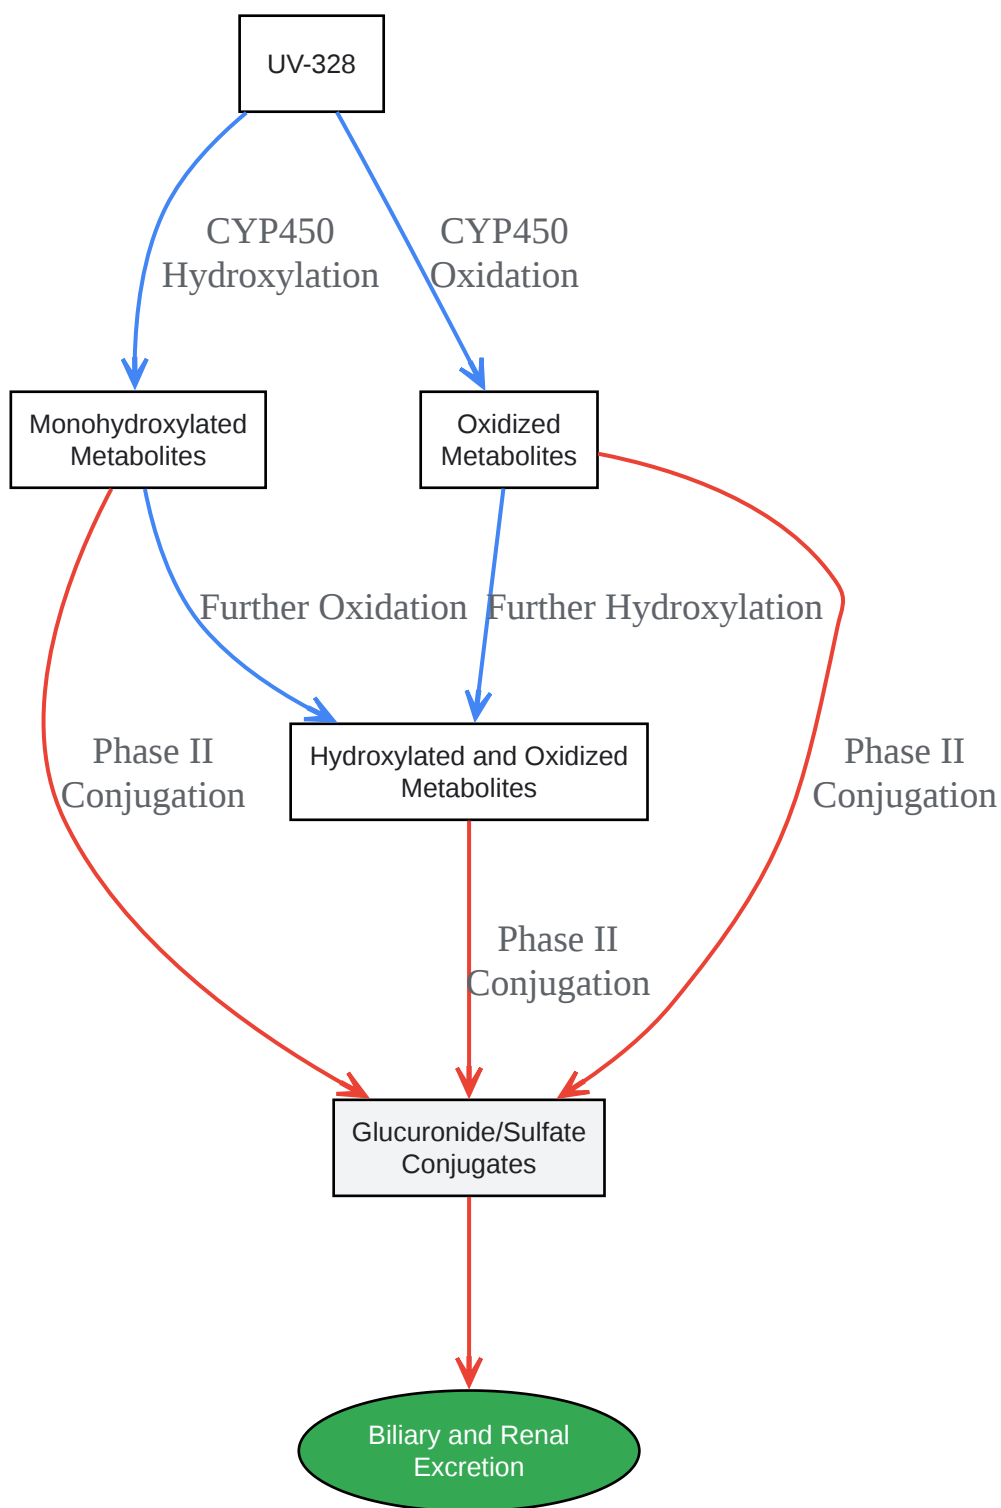 UV-328
CYP450
Hydroxylation
CYP450
Oxidation
Monohydroxylated
Metabolites
Oxidized
Metabolites
Further Oxidation
Further Hydroxylation
Hydroxylated and Oxidized
Metabolites
Phase II
Conjugation
Phase II
Conjugation
Phase II
Conjugation
Glucuronide/Sulfate
Conjugates
Biliary and Renal
Excretion